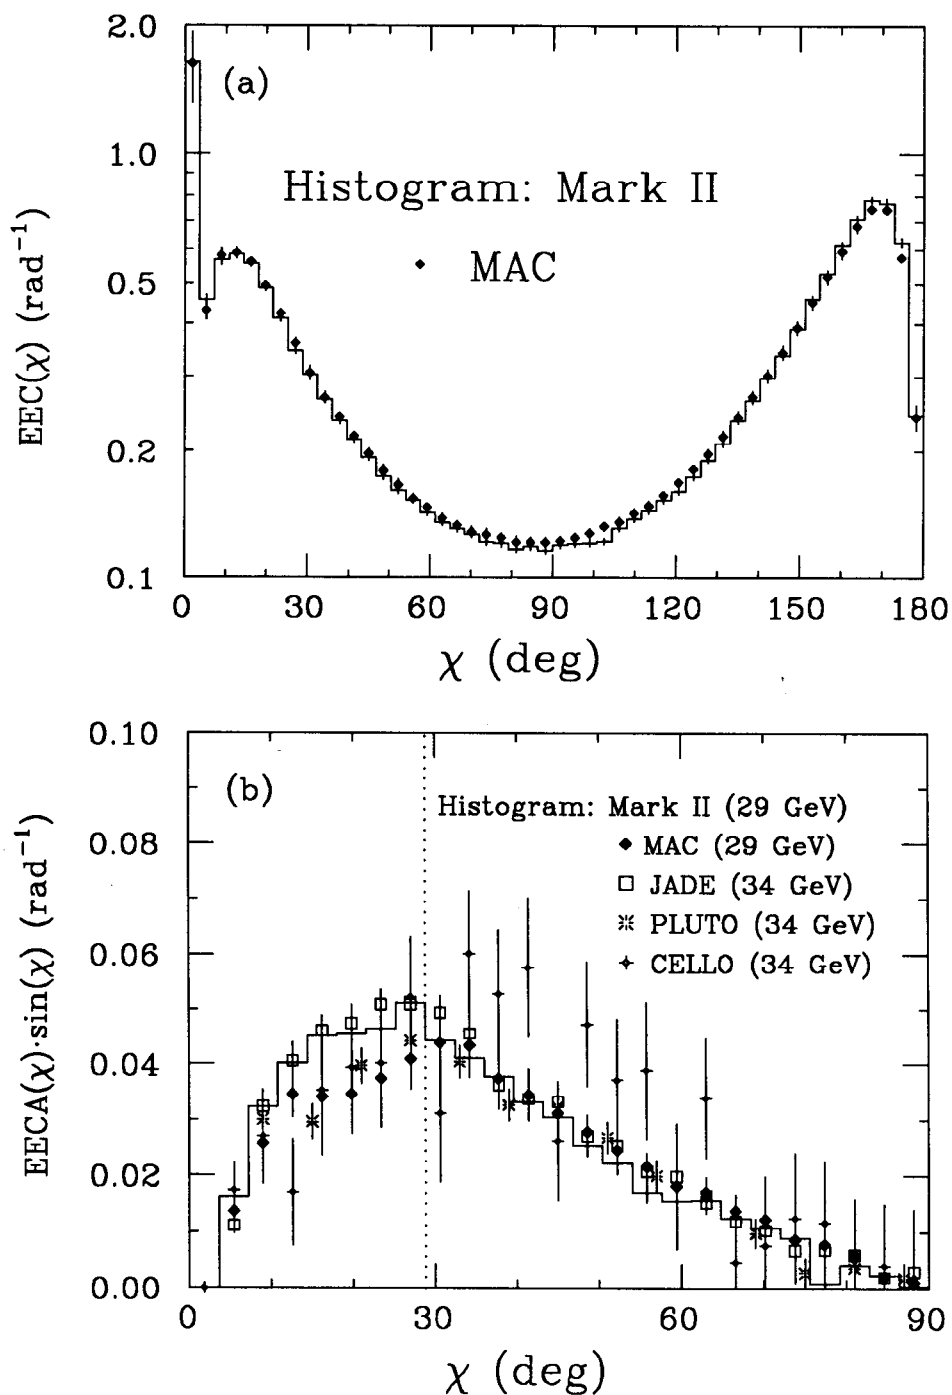 2.0
(a)
1.0
Histogram: Mark II
MAC
0.5
0.2
0.1
EEC(χ) (rad⁻¹)
0 30 60 90 120 150 180
χ (deg)
0.10
(b)
Histogram: Mark II (29 GeV)
MAC (29 GeV)
0.08
JADE (34 GeV)
PLUTO (34 GeV)
0.06
CELLO (34 GeV)
0.04
0.02
0.00
EECA(χ)·sin(χ) (rad⁻¹)
0 30 60 90
χ (deg)